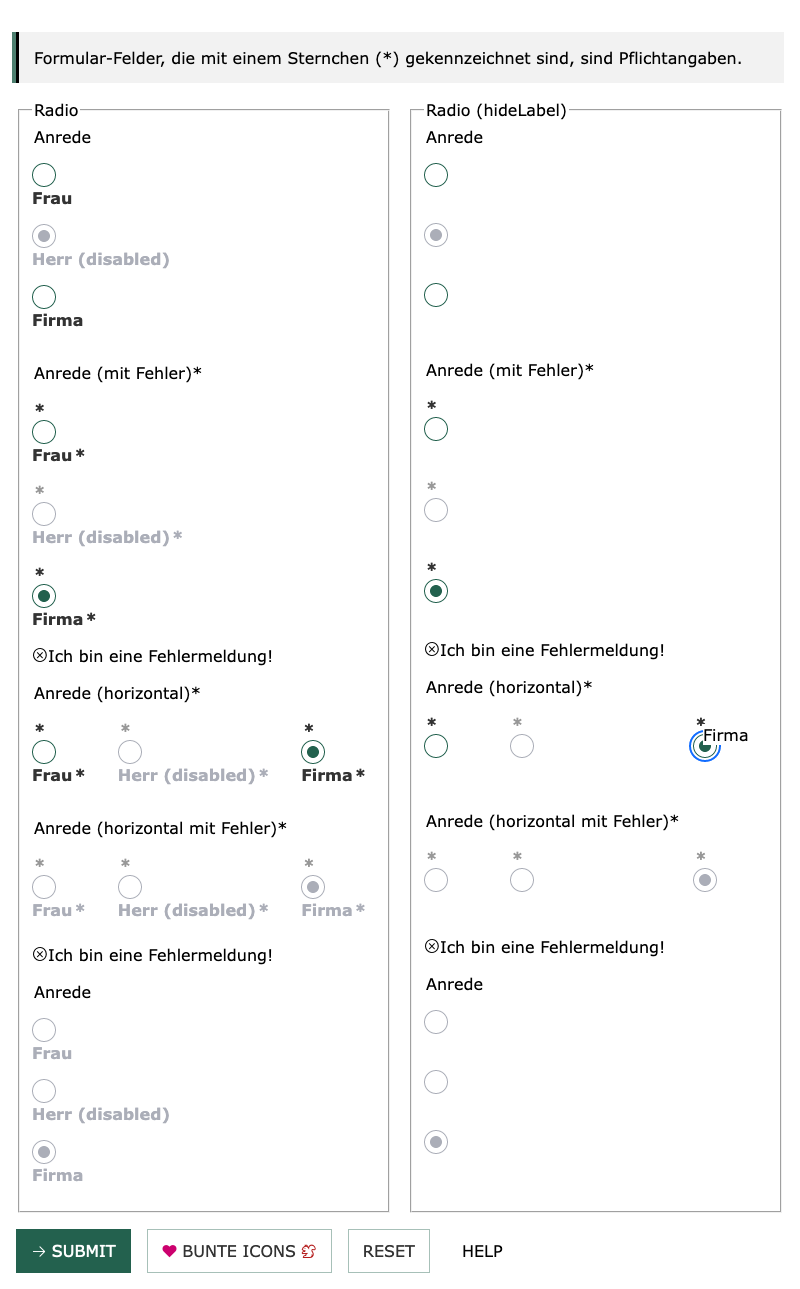 Formular-Felder, die mit einem Sternchen (*) gekennzeichnet sind, sind Pflichtangaben.
Radio
Anrede
Frau
Herr (disabled)
Firma
Anrede (mit Fehler)*
*
Frau*
*
Herr (disabled)*
*
Firma*
Ich bin eine Fehlermeldung!
Anrede (horizontal)*
* * *
Frau* Herr (disabled)* Firma*
Anrede (horizontal mit Fehler)*
* * *
Frau* Herr (disabled)* Firma*
Ich bin eine Fehlermeldung!
Anrede
Frau
Herr (disabled)
Firma
Radio (hideLabel)
Anrede
Anrede (mit Fehler)*
*
*
*
Ich bin eine Fehlermeldung!
Anrede (horizontal)*
* * *
Firma
Anrede (horizontal mit Fehler)*
* * *
Ich bin eine Fehlermeldung!
Anrede
→ SUBMIT BUNTE ICONS RESET HELP